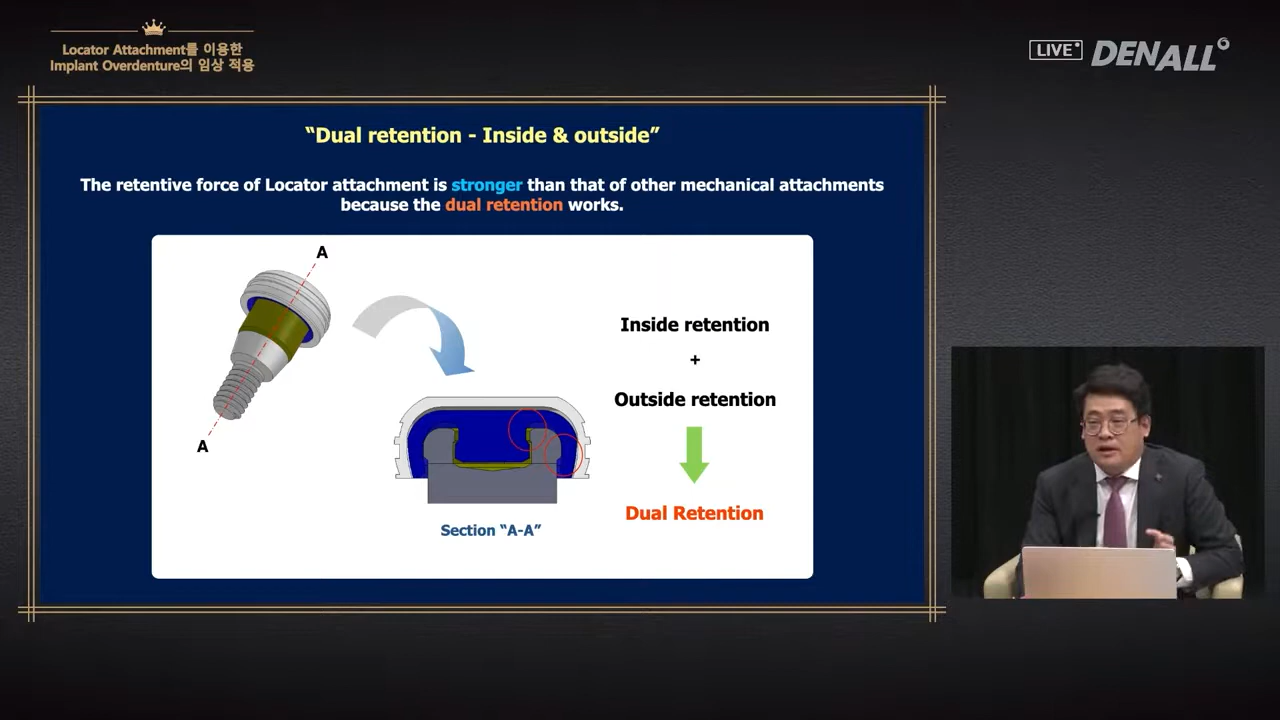 Locator Attachment를 이용한
Implant Overdenture의 임상 적용
LIVE
DENALL
“Dual retention - Inside & outside”
The retentive force of Locator attachment is stronger than that of other mechanical attachments
because the dual retention works.
A
A
Inside retention
+
Outside retention
Dual Retention
Section “A-A”